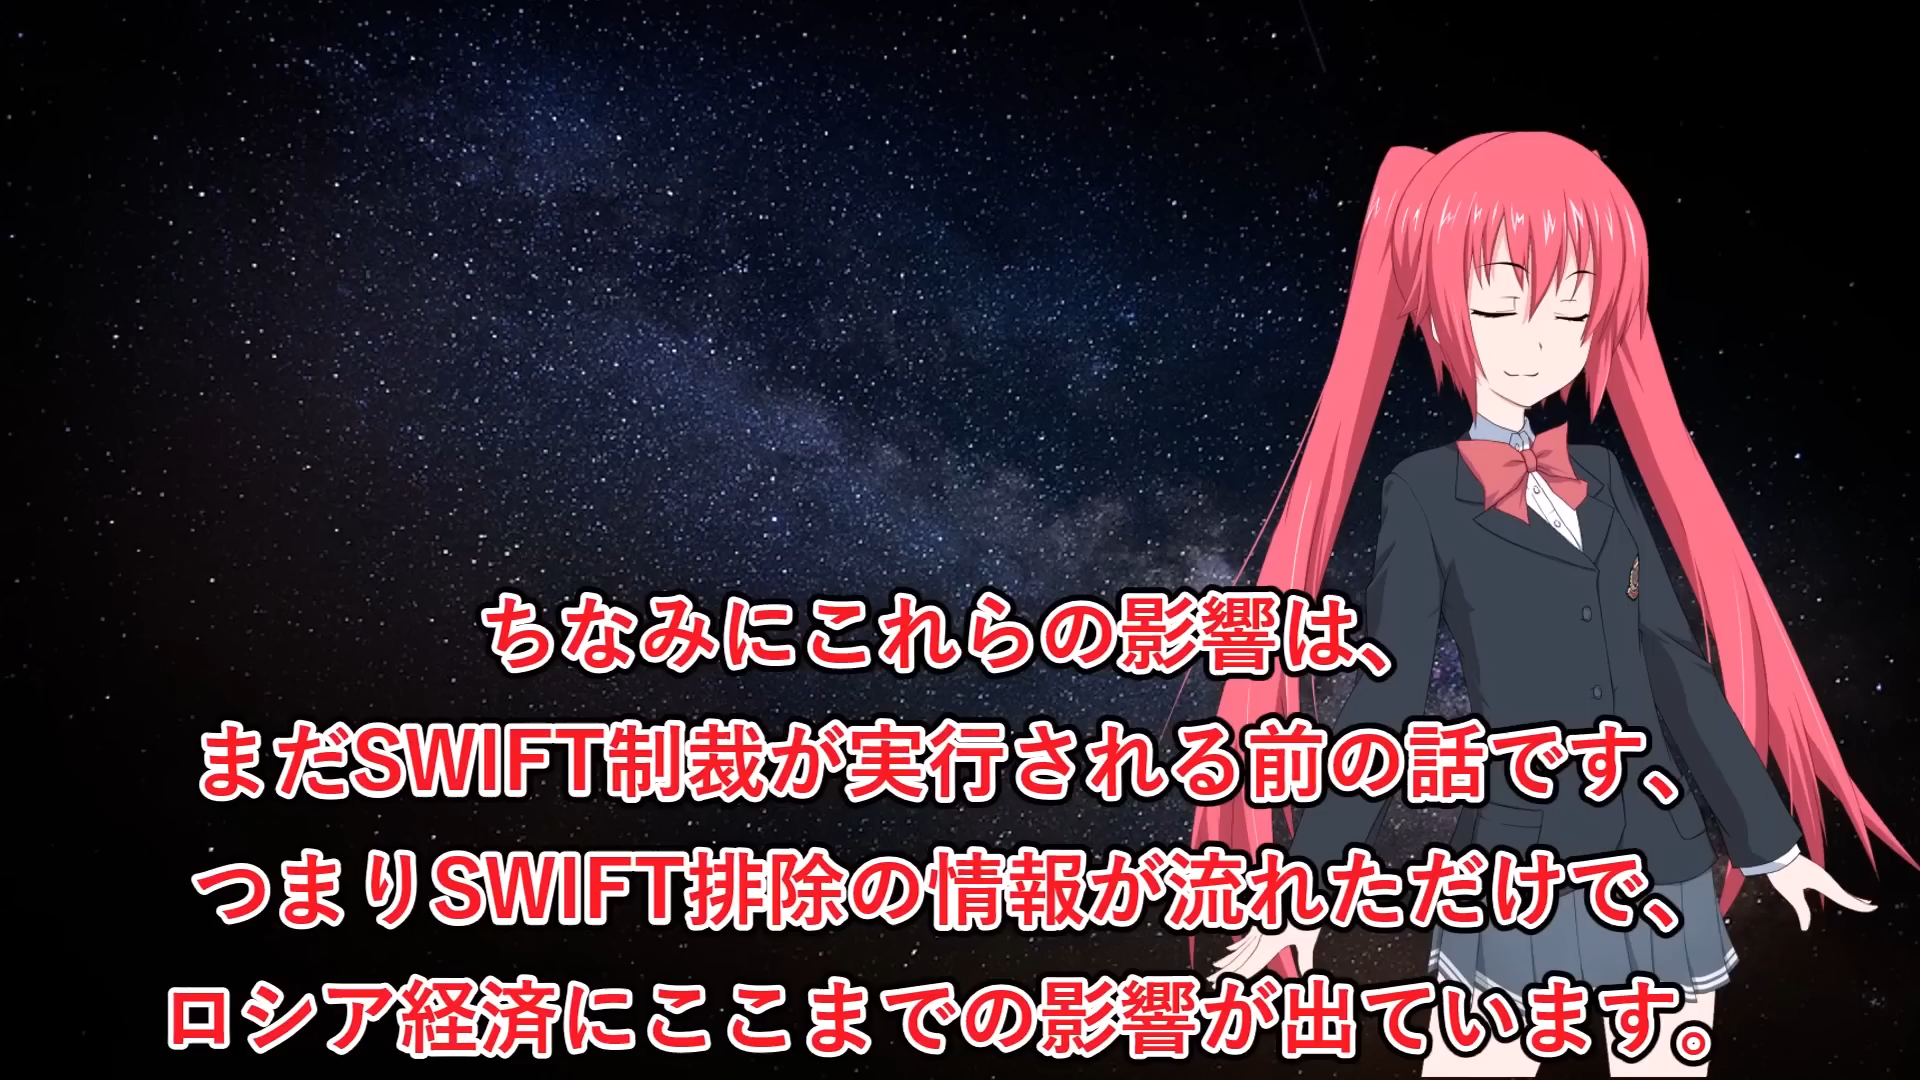 ちなみにこれらの影響は、
まだSWIFT制裁が実行される前の話です、
つまりSWIFT排除の情報が流れただけで、
ロシア経済にここまでの影響が出ています。